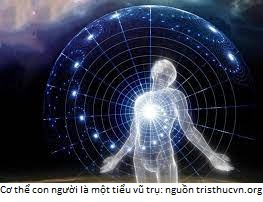 Cơ thể con người là một tiểu vũ trụ: nguồn tristhucvn.org